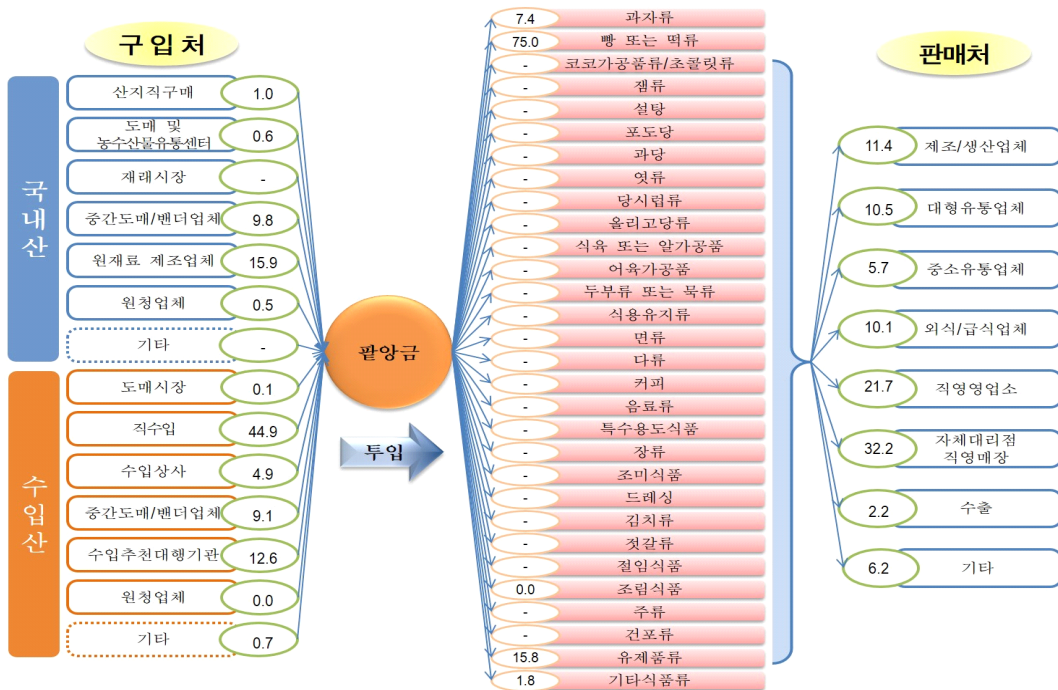 구입처
국내산
산지직구매 1.0
도매 및
농수산물유통센터 0.6
재래시장 -
중간도매/밴더업체 9.8
원재료 제조업체 15.9
원청업체 0.5
기타 -
수입산
도매시장 0.1
직수입 44.9
수입상사 4.9
중간도매/밴더업체 9.1
수입추천대행기관 12.6
원청업체 0.0
기타 0.7
팥앙금
투입
7.4 과자류
75.0 빵 또는 떡류
- 코코가공품류/초콜릿류
- 잼류
- 설탕
- 포도당
- 과당
- 엿류
- 당시럽류
- 올리고당류
- 식육 또는 알가공품
- 어육가공품
- 두부류 또는 묵류
- 식용유지류
- 면류
- 다류
- 커피
- 음료류
- 특수용도식품
- 장류
- 조미식품
- 드레싱
- 김치류
- 젓갈류
- 절임식품
0.0 조림식품
- 주류
- 건포류
15.8 유제품류
1.8 기타식품류
판매처
11.4 제조/생산업체
10.5 대형유통업체
5.7 중소유통업체
10.1 외식/급식업체
21.7 직영영업소
32.2 자체대리점
직영매장
2.2 수출
6.2 기타